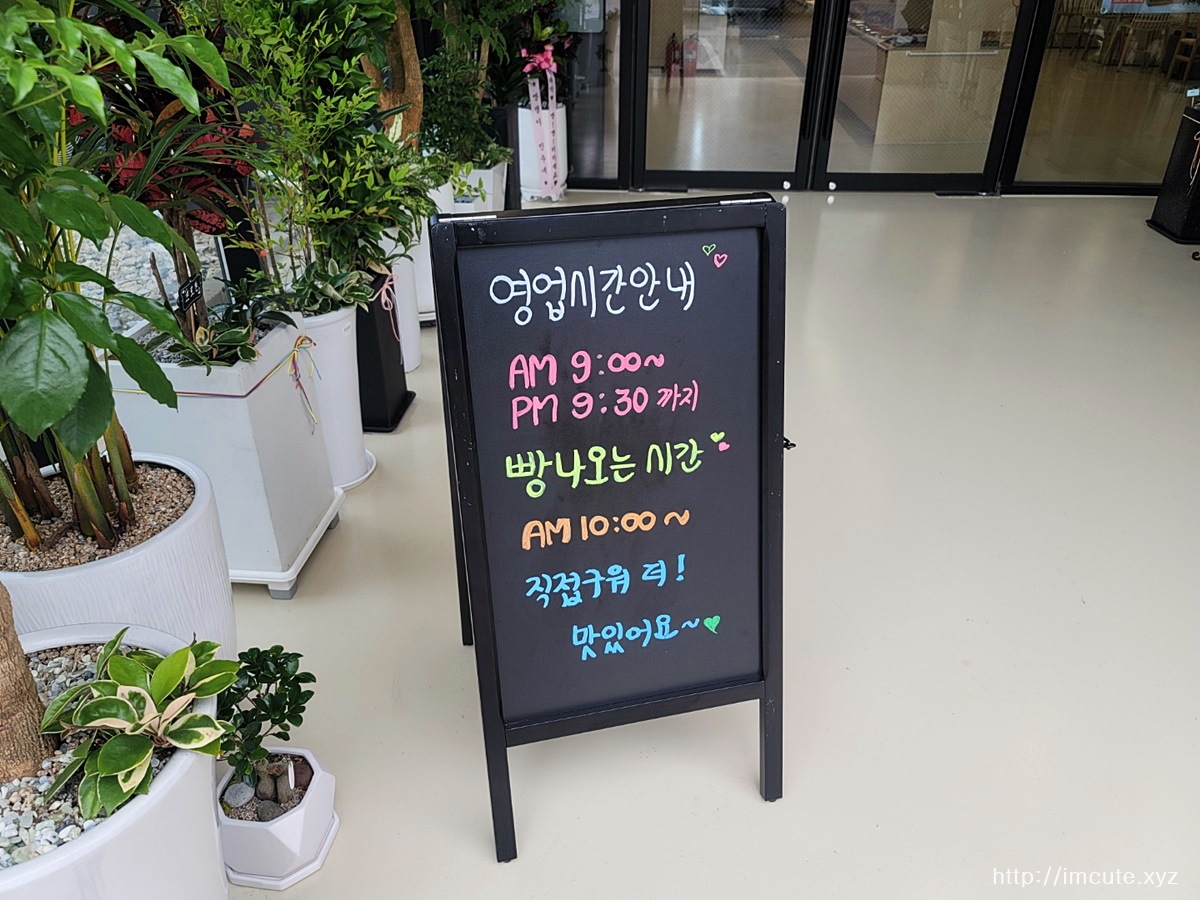 영업시간안내
AM 9:00~
PM 9:30 까지
빵나오는 시간
AM 10:00 ~
직접구워 더!
맛있어요~
http://imcute.xyz